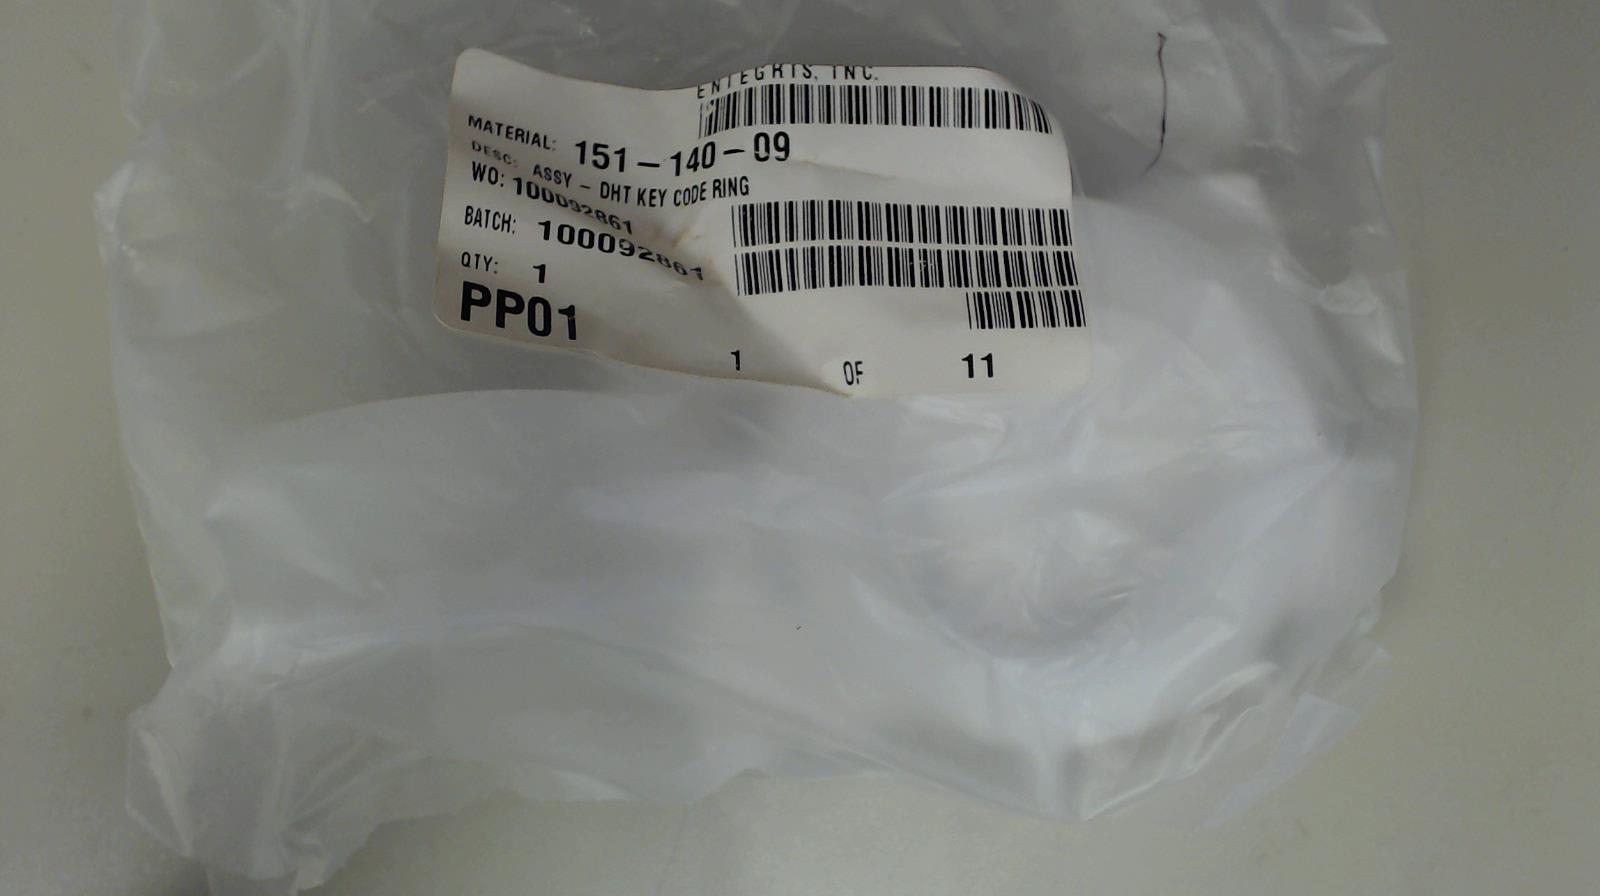 ENTEGRIS, INC.
MATERIAL: 151-140-09
DESC: ASSY - DHT KEY CODE RING
WO: 100092861
BATCH: 100092861
QTY: 1
PP01
1 OF 11